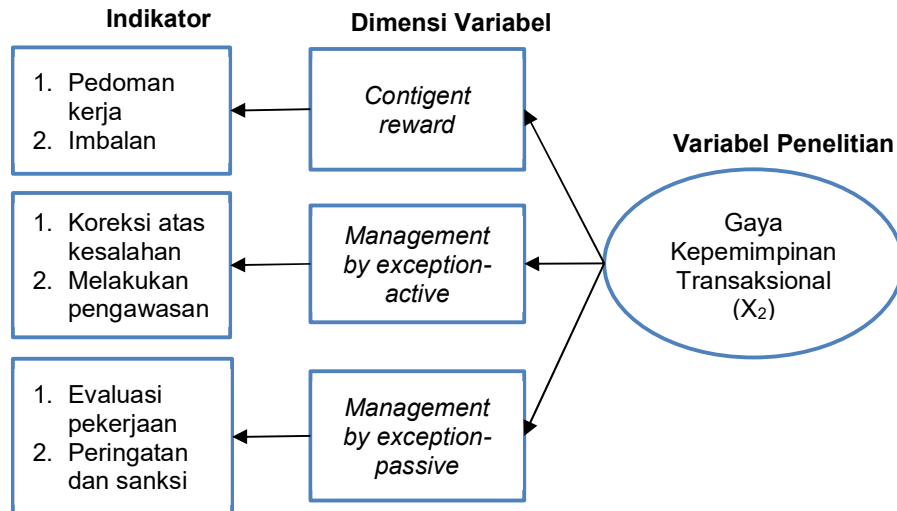 Indikator
Dimensi Variabel
1. Pedoman
kerja
2. Imbalan
Contigent
reward
Variabel Penelitian
1. Koreksi atas
kesalahan
2. Melakukan
pengawasan
Management
by exception-
active
Gaya
Kepemimpinan
Transaksional
(X₂)
1. Evaluasi
pekerjaan
2. Peringatan
dan sanksi
Management
by exception-
passive